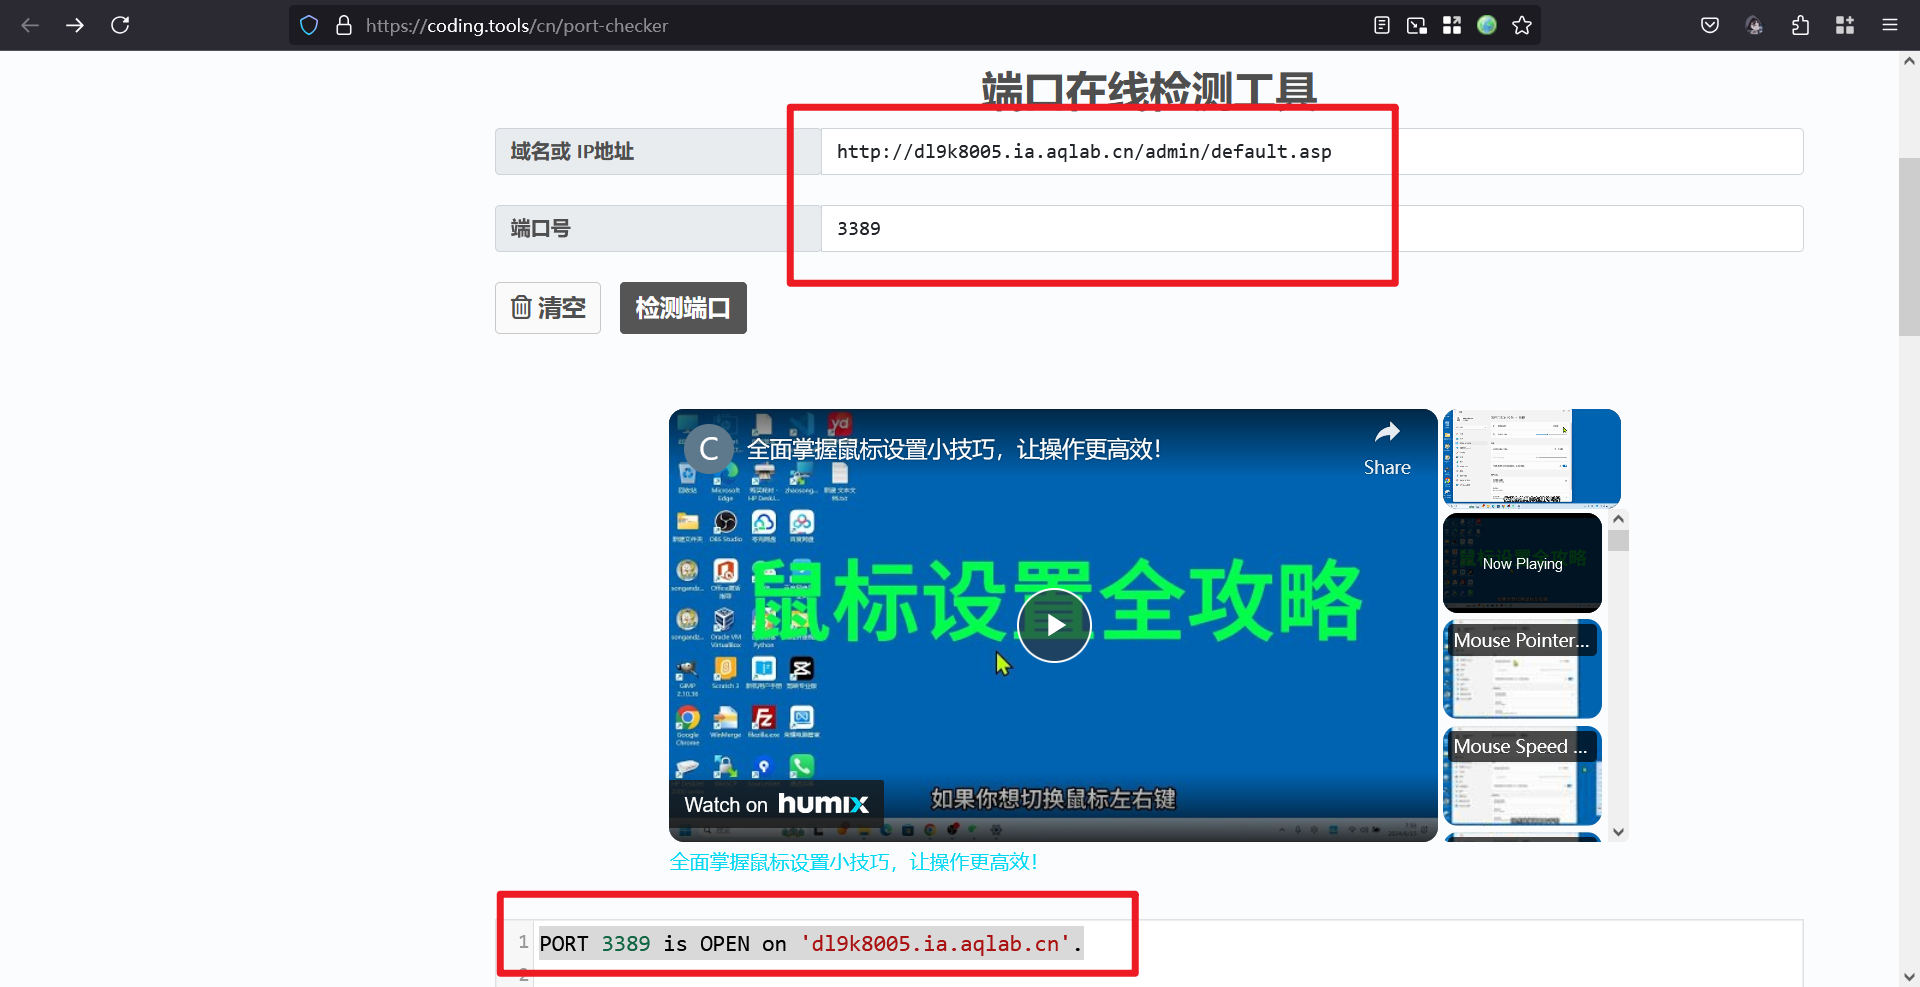 https://coding.tools/cn/port-checker
端口在线检测工具
域名或 IP地址
http://dl9k8005.ia.aqlab.cn/admin/default.asp
端口号
3389
清空
检测端口
C
全面掌握鼠标设置小技巧，让操作更高效！
Share
鼠标设置全攻略
Now Playing
Mouse Pointer...
Mouse Speed ...
Watch on humix
如果你想切换鼠标左右键
全面掌握鼠标设置小技巧，让操作更高效！
1
PORT 3389 is OPEN on 'dl9k8005.ia.aqlab.cn'.
2